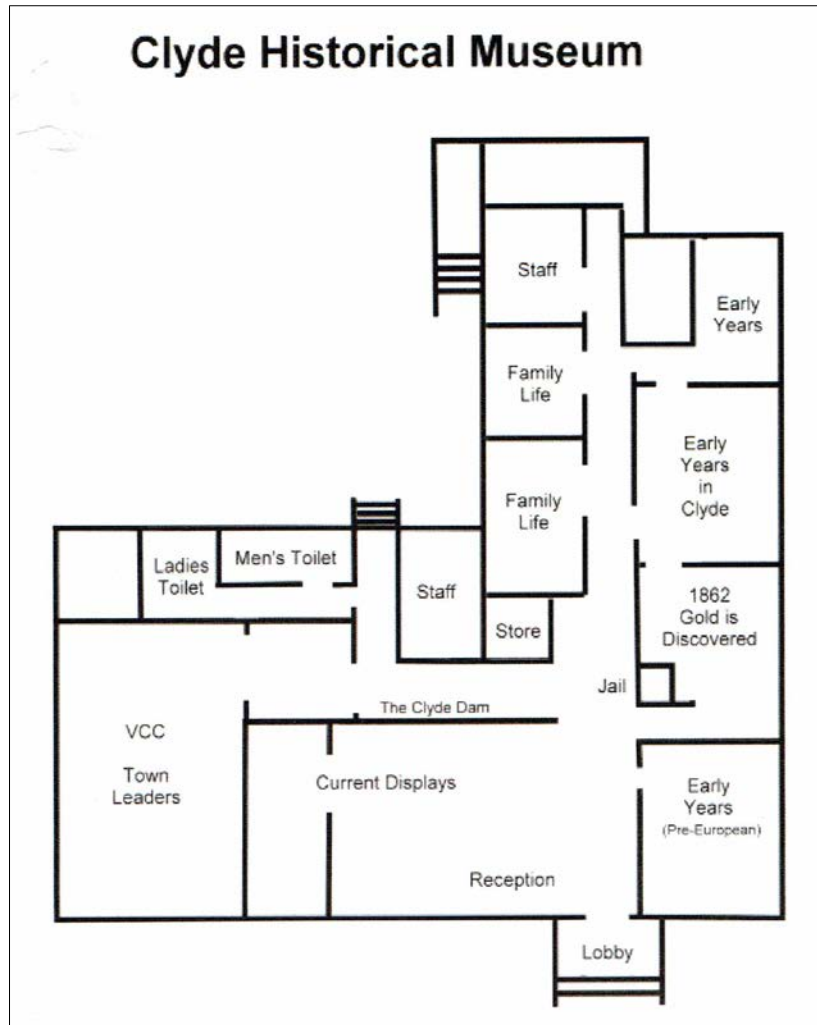 Clyde Historical Museum
Staff
Early
Years
Family
Life
Early
Years
in
Clyde
Family
Life
Ladies
Toilet
Men's Toilet
Staff
Store
1862
Gold is
Discovered
Jail
The Clyde Dam
VCC
Town
Leaders
Current Displays
Early
Years
(Pre-European)
Reception
Lobby